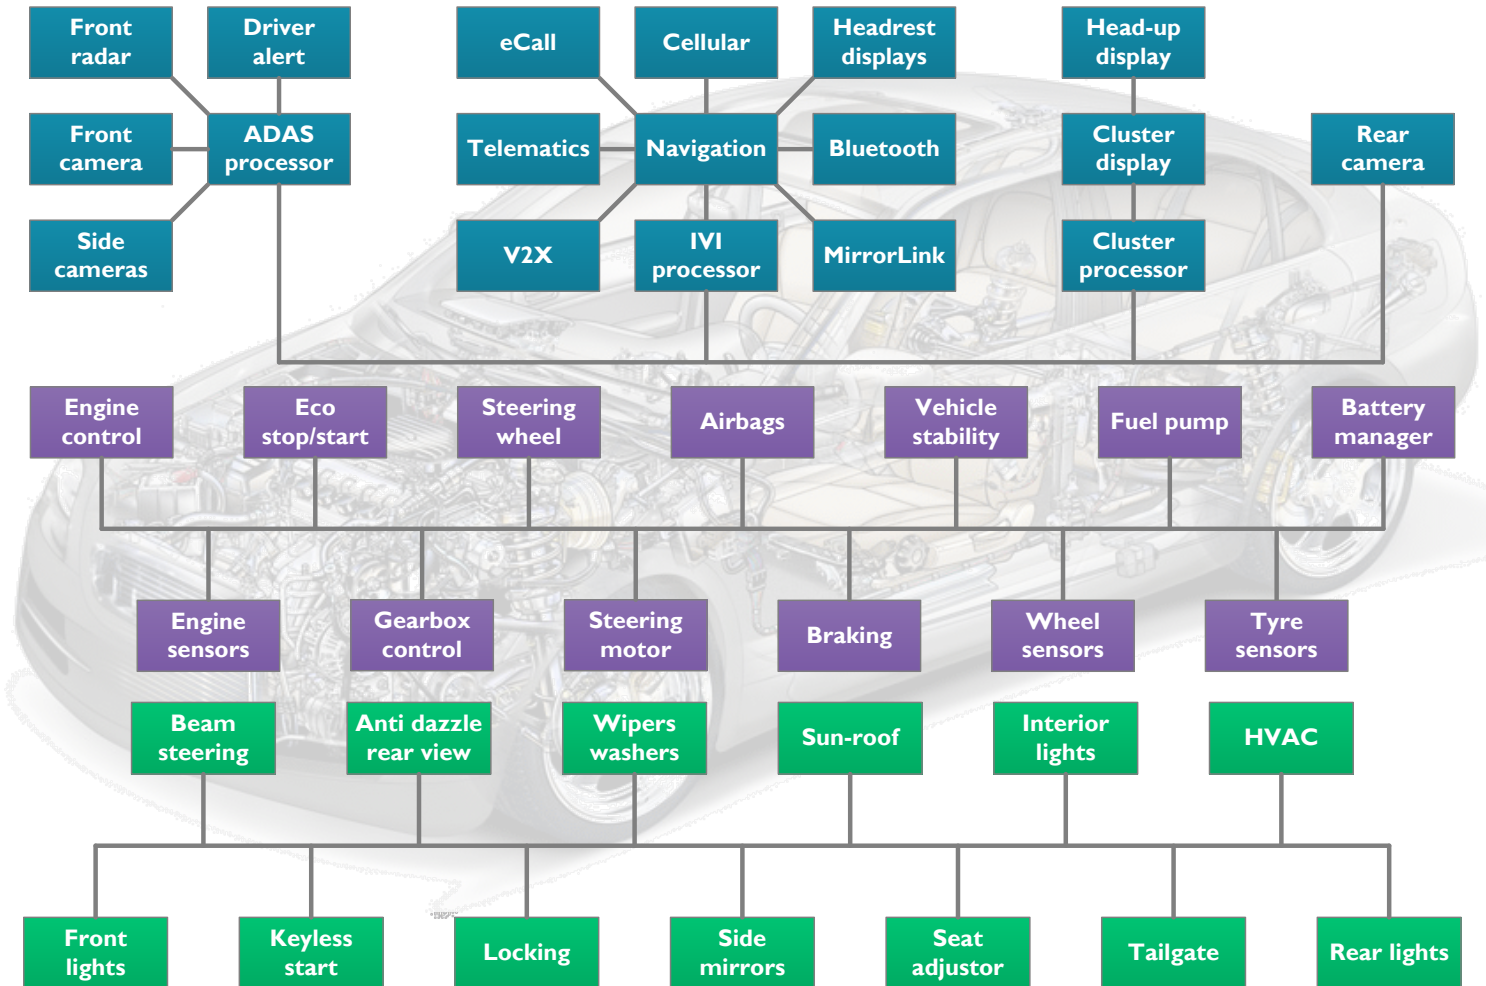 Front
radar
Driver
alert
eCall
Cellular
Headrest
displays
Head-up
display
Front
camera
ADAS
processor
Telematics
Navigation
Bluetooth
Cluster
display
Rear
camera
Side
cameras
V2X
IVI
processor
MirrorLink
Cluster
processor
Engine
control
Eco
stop/start
Steering
wheel
Airbags
Vehicle
stability
Fuel pump
Battery
manager
Engine
sensors
Gearbox
control
Steering
motor
Braking
Wheel
sensors
Tyre
sensors
Beam
steering
Anti dazzle
rear view
Wipers
washers
Sun-roof
Interior
lights
HVAC
Front
lights
Keyless
start
Locking
Side
mirrors
Seat
adjustor
Tailgate
Rear lights